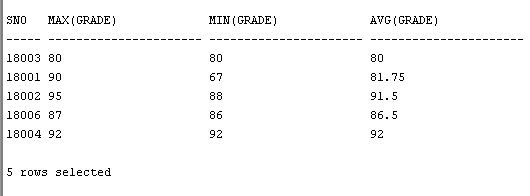 SNO   MAX(GRADE)             MIN(GRADE)             AVG(GRADE)
----- ---------------------- ---------------------- ----------------------
18003 80                     80                     80
18001 90                     67                     81.75
18002 95                     88                     91.5
18006 87                     86                     86.5
18004 92                     92                     92
5 rows selected